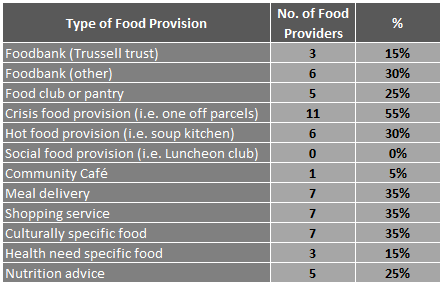 Type of Food Provision No. of Food Providers %
Foodbank (Trussell trust) 3 15%
Foodbank (other) 6 30%
Food club or pantry 5 25%
Crisis food provision (i.e. one off parcels) 11 55%
Hot food provision (i.e. soup kitchen) 6 30%
Social food provision (i.e. Luncheon club) 0 0%
Community Café 1 5%
Meal delivery 7 35%
Shopping service 7 35%
Culturally specific food 7 35%
Health need specific food 3 15%
Nutrition advice 5 25%